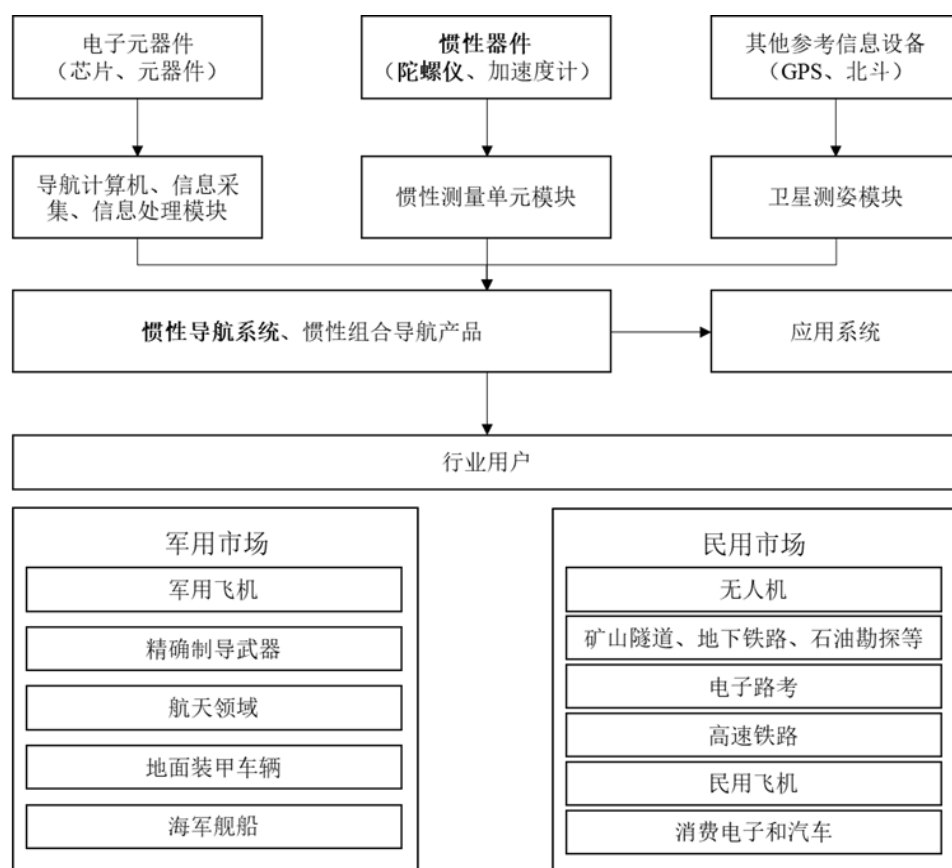 电子元器件
（芯片、元器件）
惯性器件
（陀螺仪、加速度计）
其他参考信息设备
（GPS、北斗）
导航计算机、信息采
集、信息处理模块
惯性测量单元模块
卫星测姿模块
惯性导航系统、惯性组合导航产品
应用系统
行业用户
军用市场
军用飞机
精确制导武器
航天领域
地面装甲车辆
海军舰船
民用市场
无人机
矿山隧道、地下铁路、石油勘探等
电子路考
高速铁路
民用飞机
消费电子和汽车